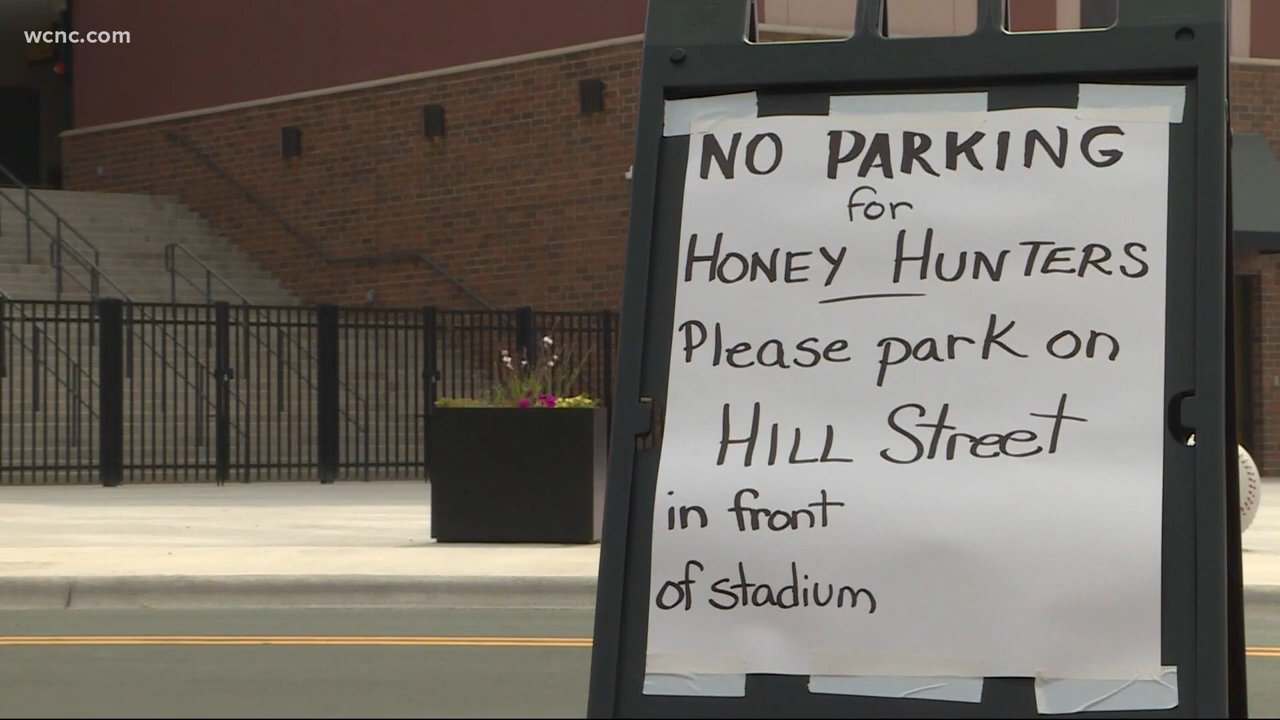 wcnc.com
NO PARKING
for
HONEY HUNTERS
Please park on
HILL Street
in front
of stadium